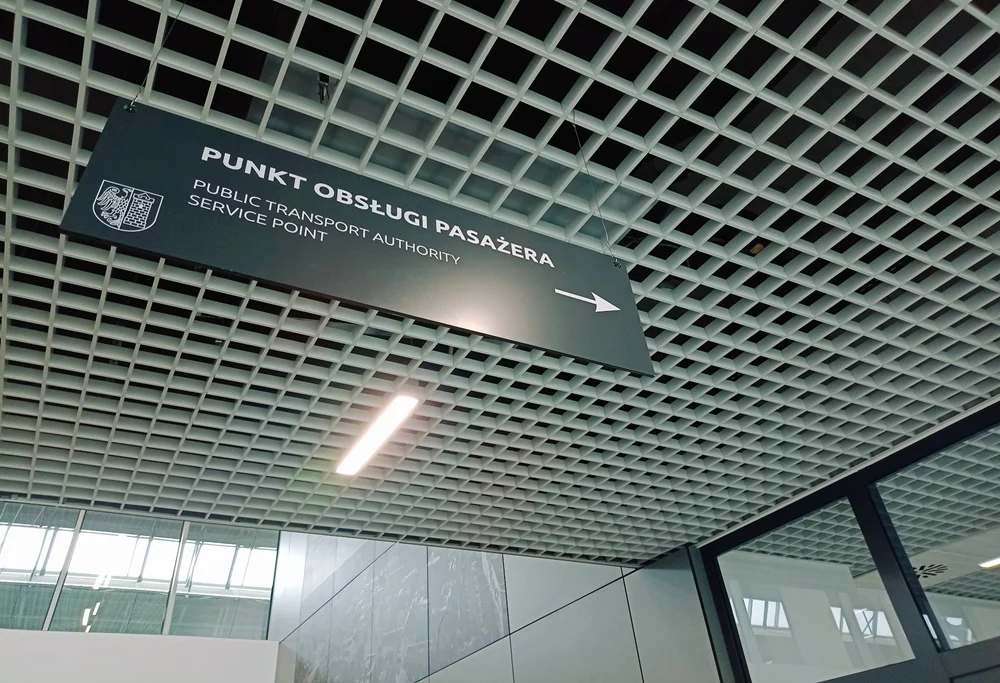 PUNKT OBSŁUGI PASAŻERA
PUBLIC TRANSPORT AUTHORITY
SERVICE POINT